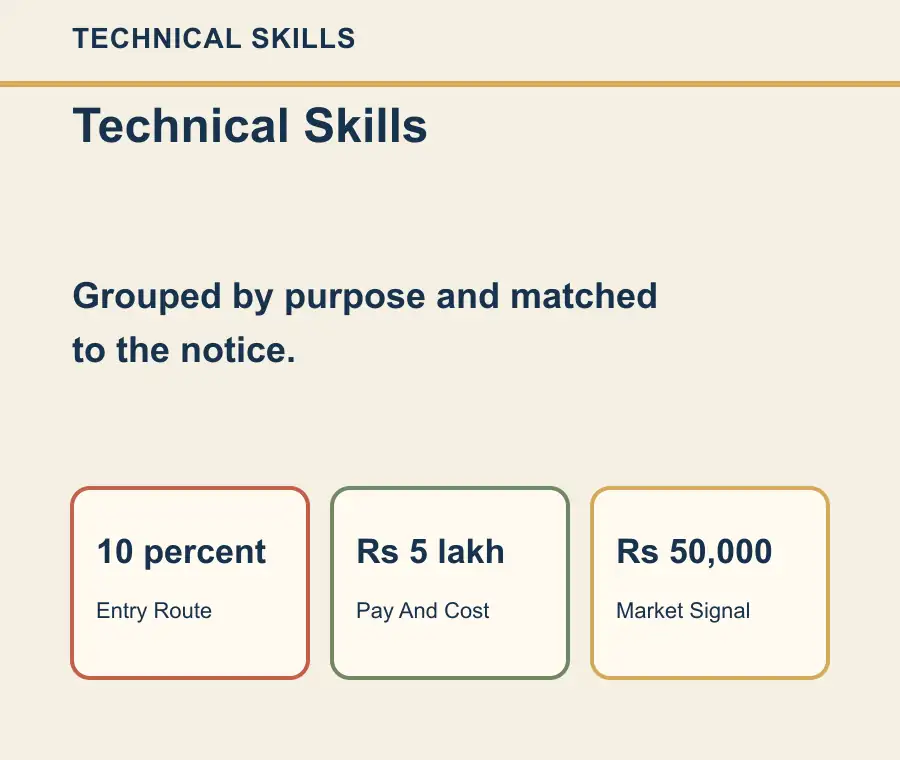 TECHNICAL SKILLS
Technical Skills
Grouped by purpose and matched
to the notice.
10 percent
Entry Route
Rs 5 lakh
Pay And Cost
Rs 50,000
Market Signal